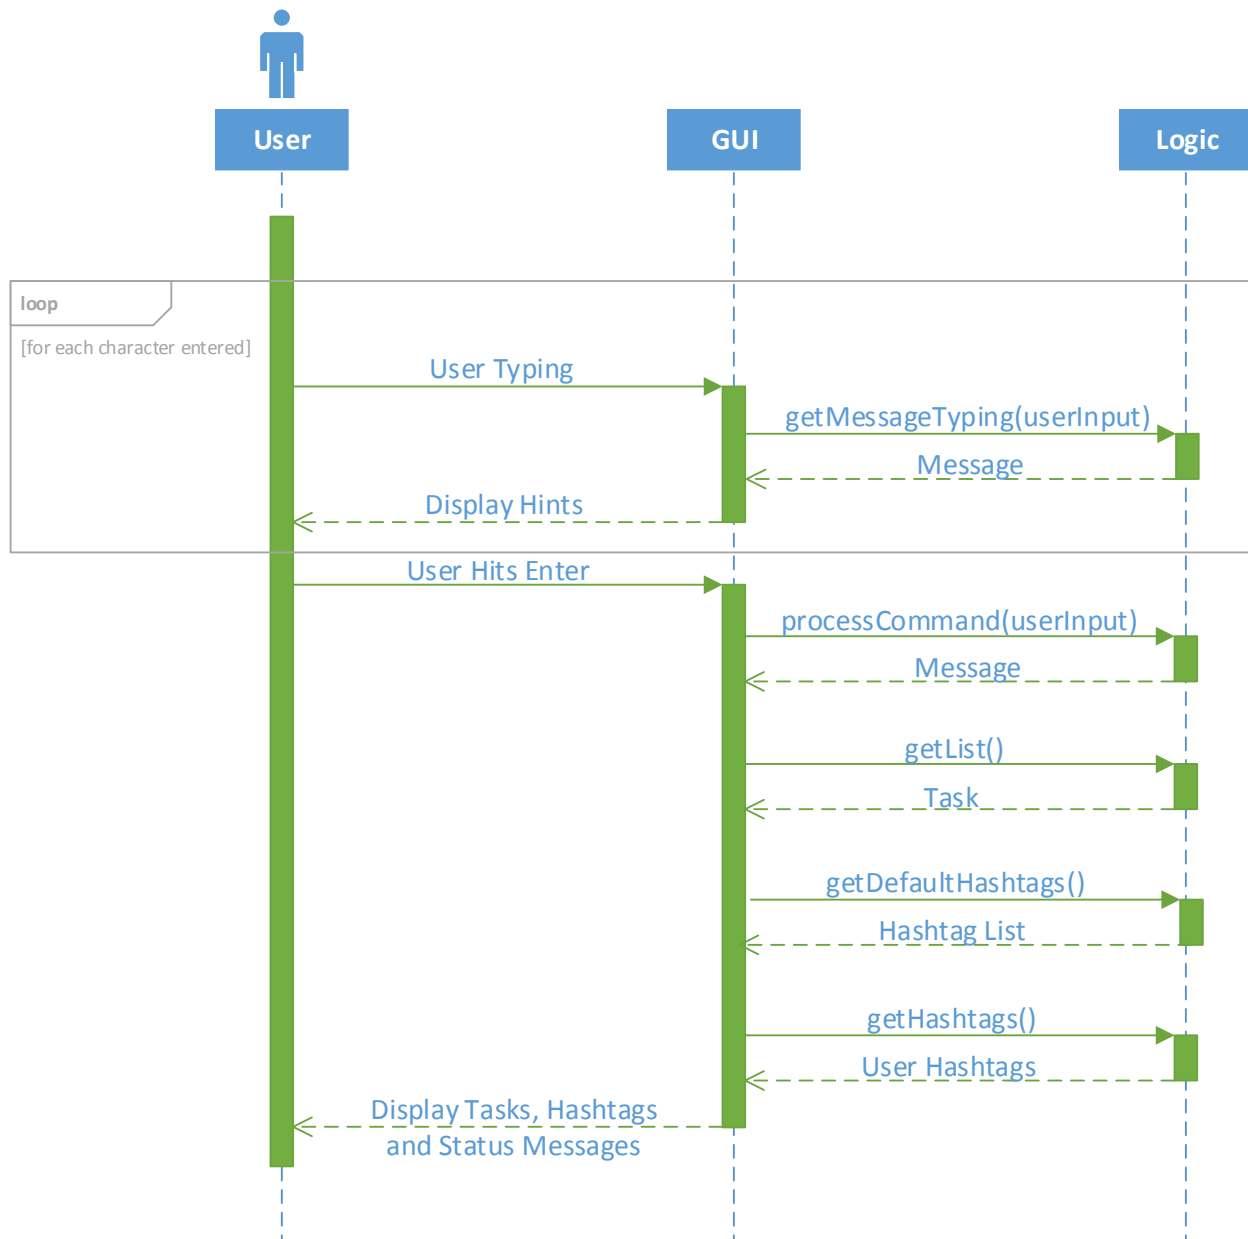 User
GUI
Logic
loop
[for each character entered]
User Typing
getMessageTyping(userInput)
Message
Display Hints
User Hits Enter
processCommand(userInput)
Message
getList()
Task
getDefaultHashtags()
Hashtag List
getHashtags()
User Hashtags
Display Tasks, Hashtags
and Status Messages